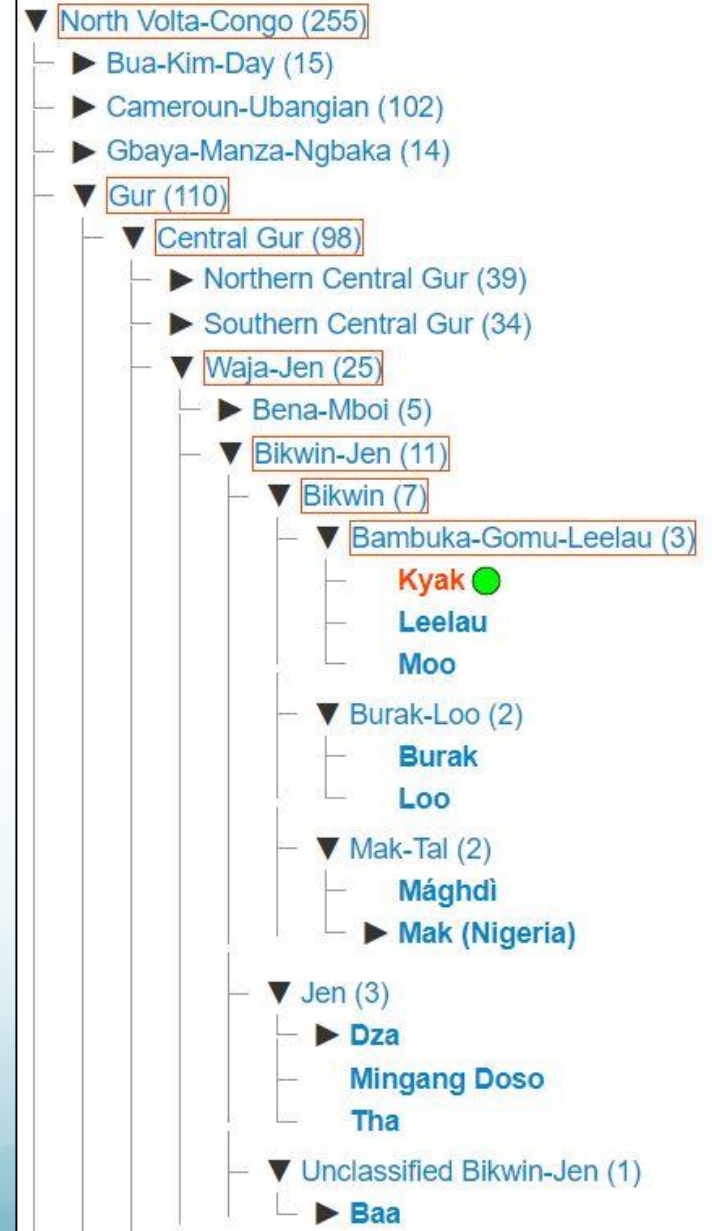 North Volta-Congo (255)
Bua-Kim-Day (15)
Cameroun-Ubangian (102)
Gbaya-Manza-Ngbaka (14)
Gur (110)
Central Gur (98)
Northern Central Gur (39)
Southern Central Gur (34)
Waja-Jen (25)
Bena-Mboi (5)
Bikwin-Jen (11)
Bikwin (7)
Bambuka-Gomu-Leelau (3)
Kyak
Leelau
Moo
Burak-Loo (2)
Burak
Loo
Mak-Tal (2)
Mághdì
Mak (Nigeria)
Jen (3)
Dza
Mingang Doso
Tha
Unclassified Bikwin-Jen (1)
Baa